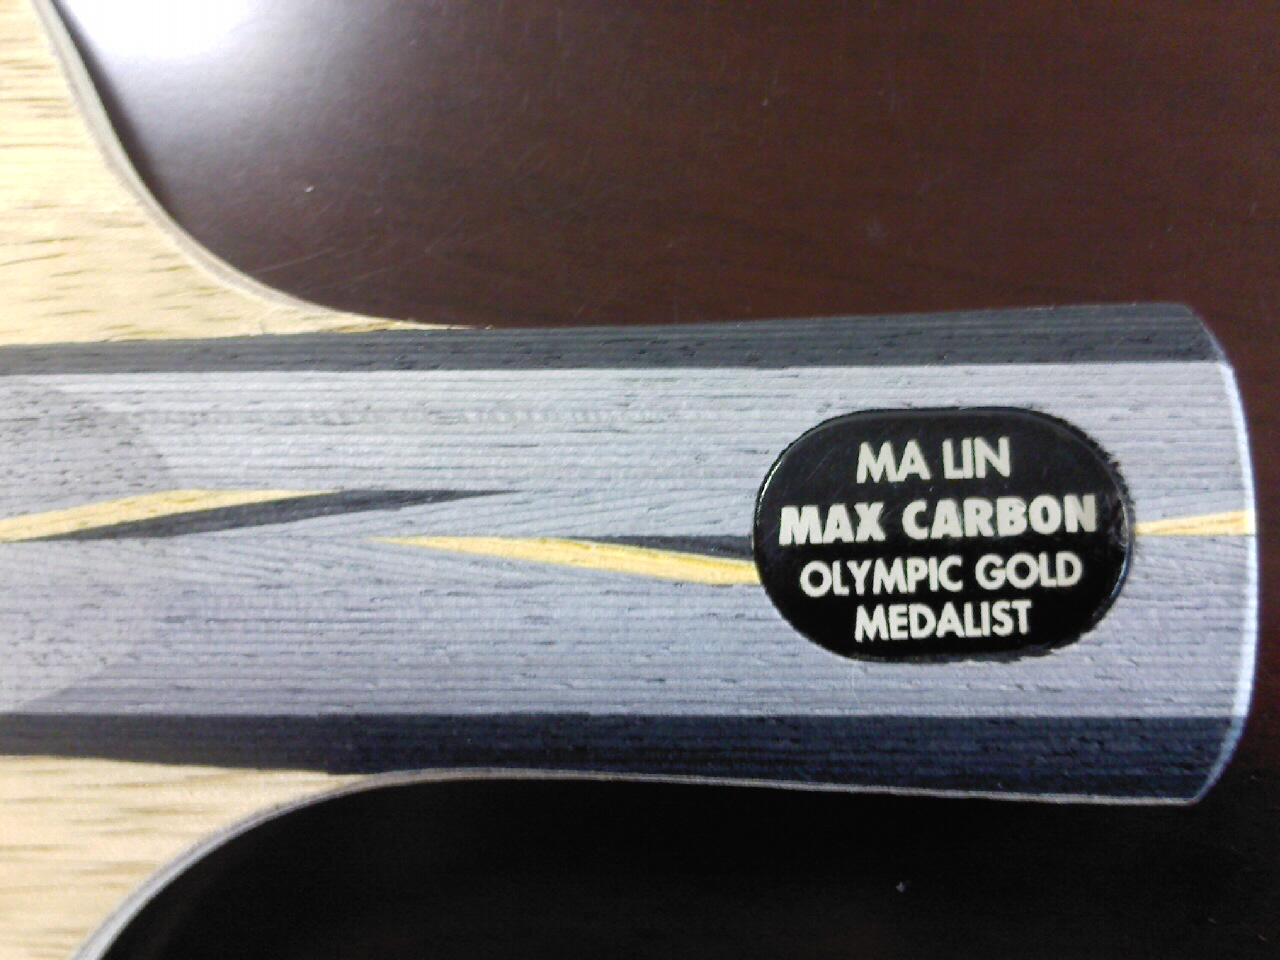 MA LIN
MAX CARBON
OLYMPIC GOLD
MEDALIST